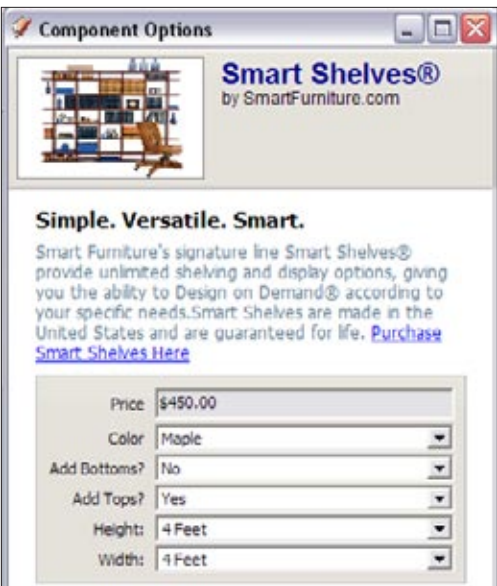 Component Options
Smart Shelves®
by SmartFurniture.com
Simple. Versatile. Smart.
Smart Furniture's signature line Smart Shelves®
provide unlimited shelving and display options, giving
you the ability to Design on Demand® according to
your specific needs.Smart Shelves are made in the
United States and are guaranteed for life. Purchase
Smart Shelves Here
Price $450.00
Color Maple
Add Bottoms? No
Add Tops? Yes
Height: 4 Feet
Width: 4 Feet